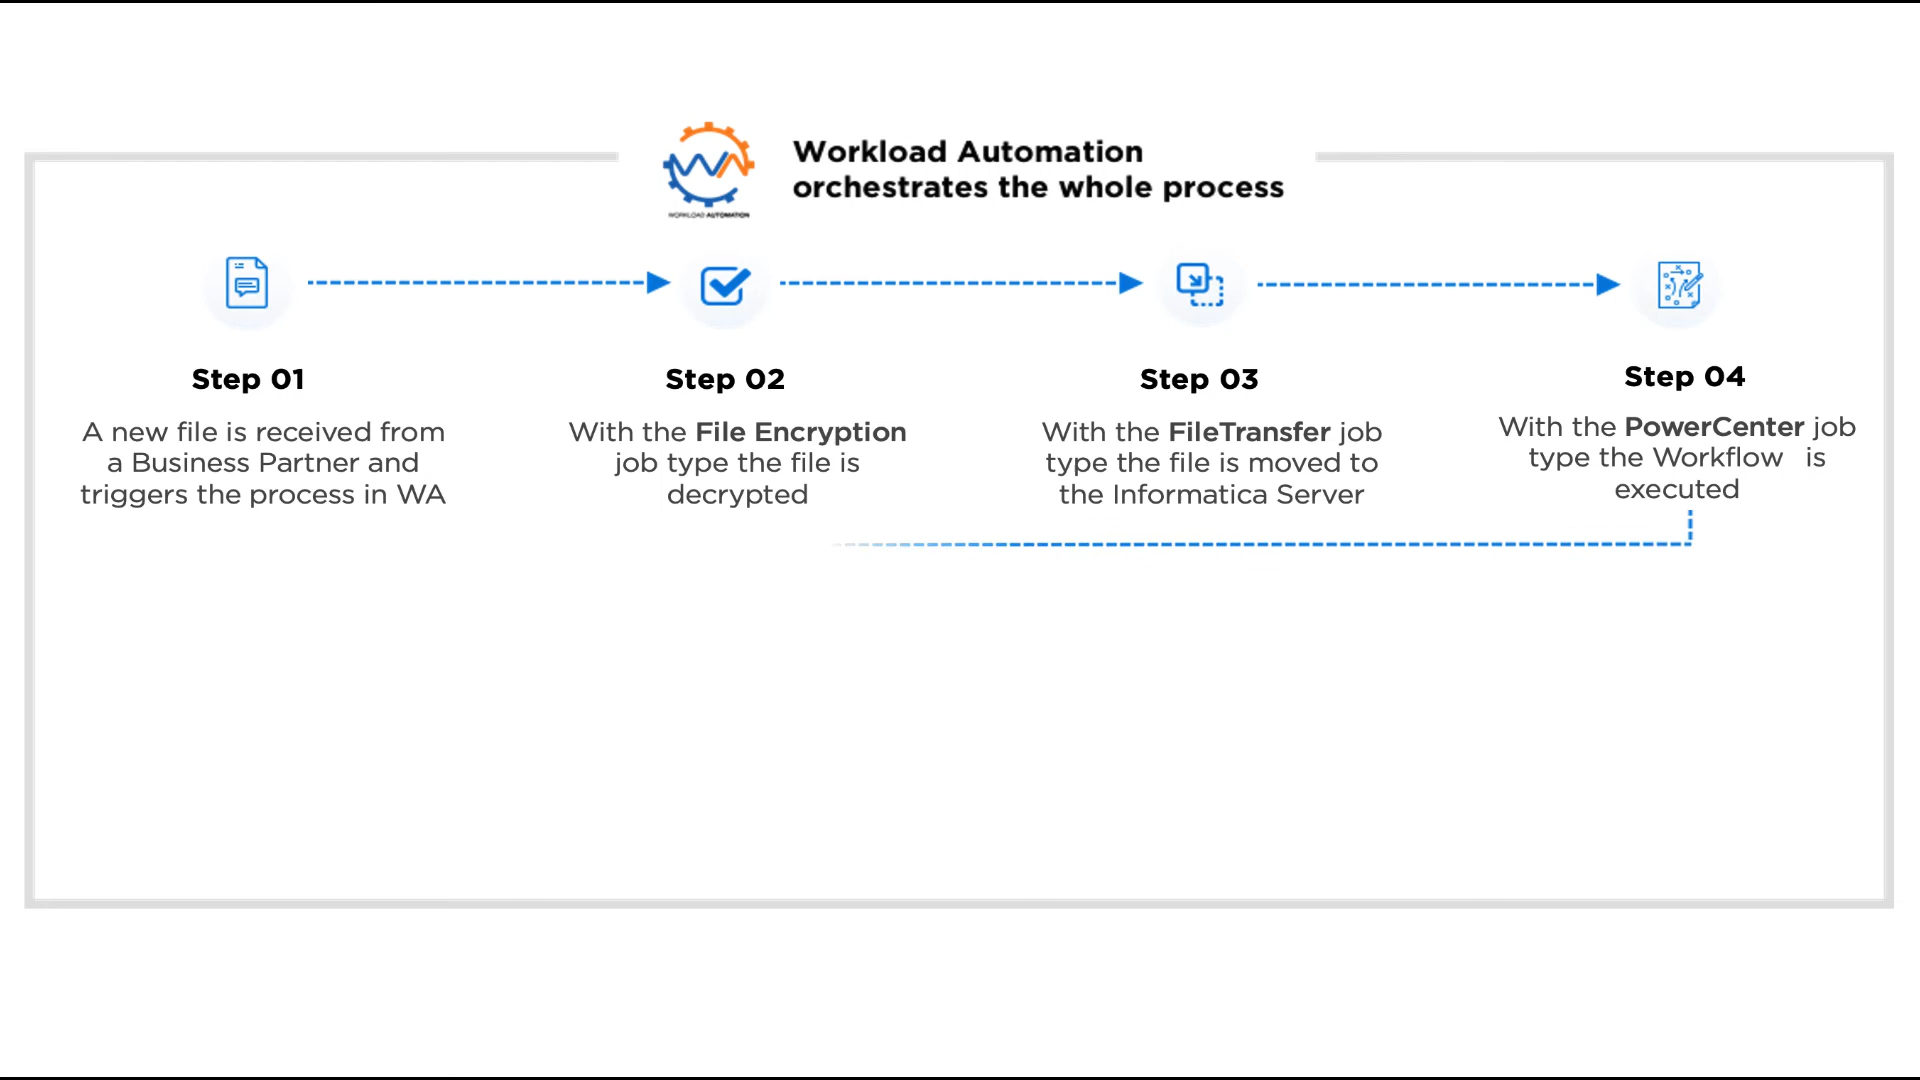 Workload Automation
orchestrates the whole process
WORKLOAD AUTOMATION
Step 01
A new file is received from
a Business Partner and
triggers the process in WA
Step 02
With the File Encryption
job type the file is
decrypted
Step 03
With the FileTransfer job
type the file is moved to
the Informatica Server
Step 04
With the PowerCenter job
type the Workflow is
executed